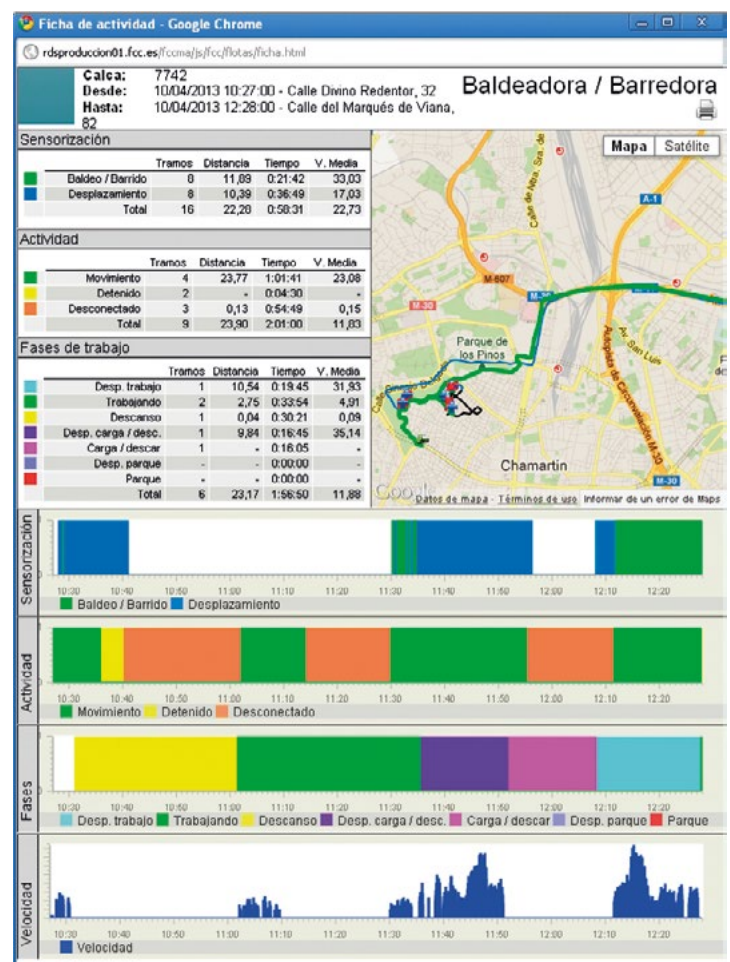 Ficha de actividad - Google Chrome
rdsproduccion01.fcc.es/fccma/js/fcc/flotas/ficha.html
Calca: 7742
Desde: 10/04/2013 10:27:00 - Calle Divino Redentor, 32
Hasta: 10/04/2013 12:28:00 - Calle del Marqués de Viana,
82
Baldeadora / Barredora
Sensorización
Tramos Distancia Tiempo V. Media
Baldeo / Barrido 8 11,89 0:21:42 33,03
Desplazamiento 8 10,39 0:36:49 17,03
Total 16 22,28 0:58:31 22,73
Actividad
Tramos Distancia Tiempo V. Media
Movimiento 4 23,77 1:01:41 23,08
Detenido 2 - 0:04:30 -
Desconectado 3 0,13 0:54:49 0,15
Total 9 23,90 2:01:00 11,83
Fases de trabajo
Tramos Distancia Tiempo V. Media
Desp. trabajo 1 10,54 0:19:45 31,93
Trabajando 2 2,75 0:33:54 4,91
Descanso 1 0,04 0:30:21 0,09
Desp. carga / desc. 1 9,84 0:16:45 35,14
Carga / descar 1 - 0:16:05 -
Desp. parque - - 0:00:00 -
Parque - - 0:00:00 -
Total 6 23,17 1:56:50 11,88
Mapa Satélite
Calle de Ntra. Sra. de
A-1
M-607
M-30
M-30
Parque de
los Pinos
Av. San Luis
Autopista de Circunvalación M-30
Chamartín
M-30
Google
Datos de mapa - Términos de uso Informar de un error de Maps
Sensorización
10:30 10:40 10:50 11:00 11:10 11:20 11:30 11:40 11:50 12:00 12:10 12:20
Baldeo / Barrido Desplazamiento
Actividad
10:30 10:40 10:50 11:00 11:10 11:20 11:30 11:40 11:50 12:00 12:10 12:20
Movimiento Detenido Desconectado
Fases
10:30 10:40 10:50 11:00 11:10 11:20 11:30 11:40 11:50 12:00 12:10 12:20
Desp. trabajo Trabajando Descanso Desp. carga / desc. Carga / descar Desp. parque Parque
Velocidad
10:30 10:40 10:50 11:00 11:10 11:20 11:30 11:40 11:50 12:00 12:10 12:20
Velocidad